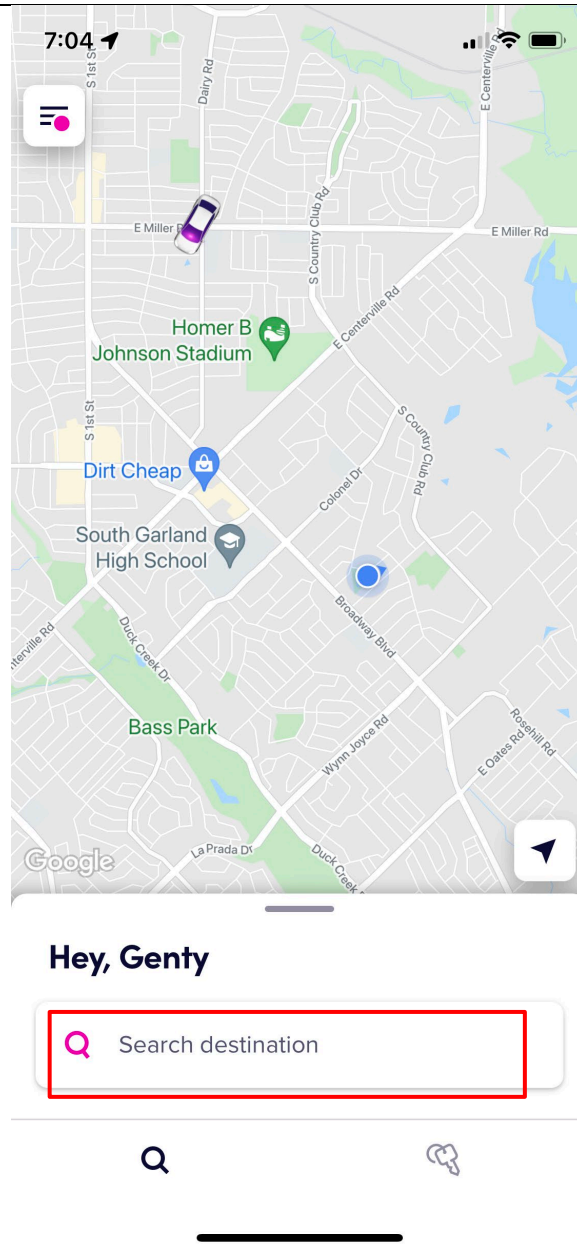 7:04
S 1st St
Dairy Rd
E Centerville Rd
E Miller Rd
S Country Club Rd
E Miller Rd
Homer B
Johnson Stadium
E Centerville Rd
S 1st St
S Country Club Rd
Dirt Cheap
Colonel Dr
South Garland
High School
Broadway Blvd
Duck Creek Dr
Bass Park
Wynn Joyce Rd
Rosehill Rd
E Oates Rd
Google
La Prada Dr
Duck Creek
Hey, Genty
Search destination